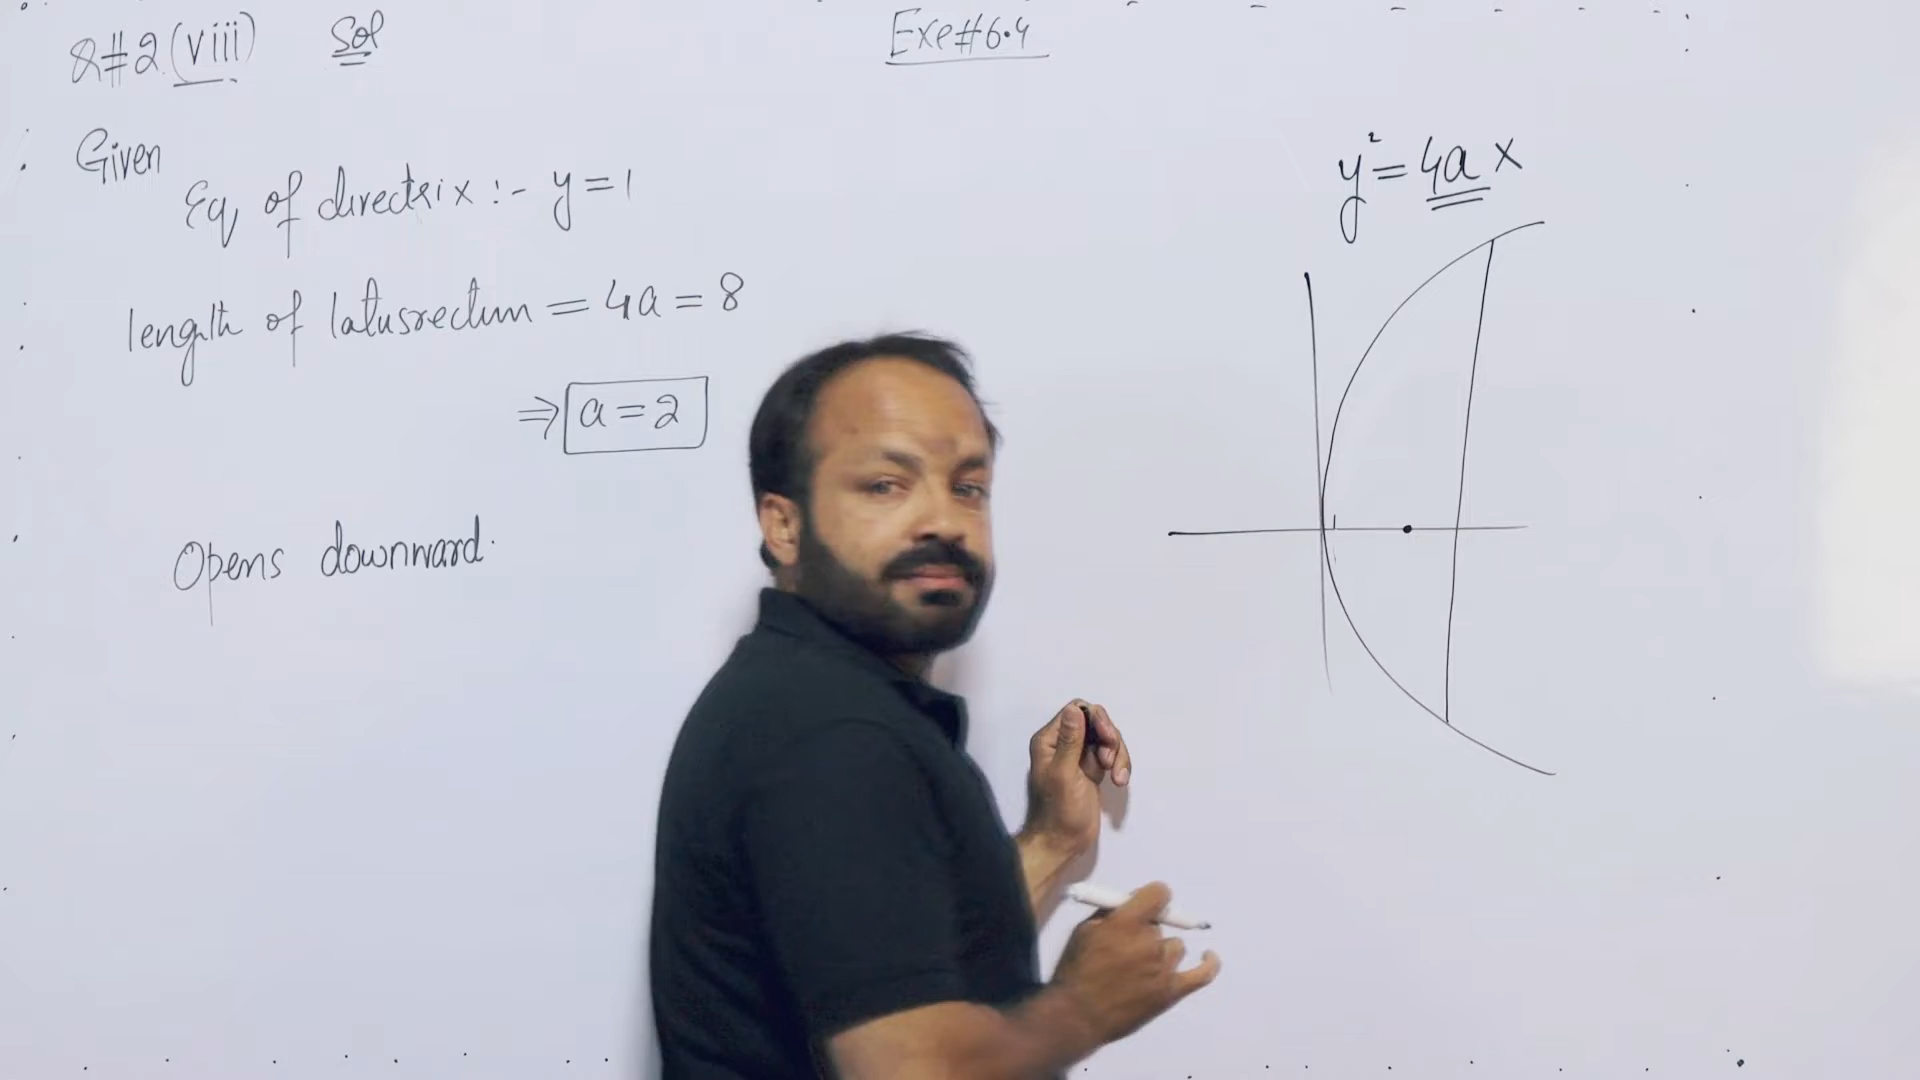 Q#2 (viii) Sol
Exe#6.4
Given
Eq of directrix :- y = 1
length of latusrectum = 4a = 8
⇒ a = 2
Opens downward.
y² = 4a x